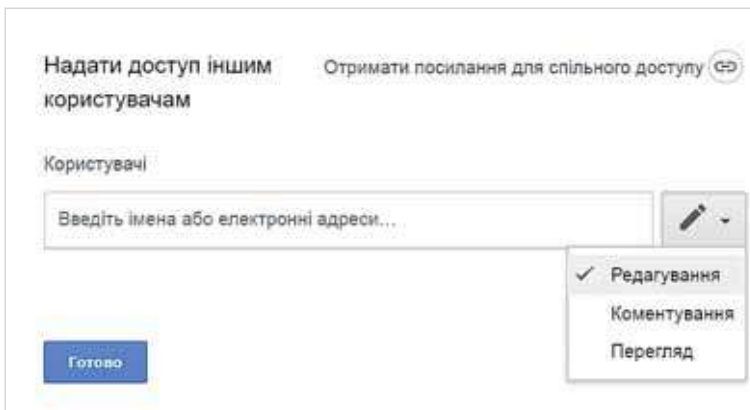 Надати доступ іншим
користувачам
Отримати посилання для спільного доступу
Користувачі
Введіть імена або електронні адреси...
Редагування
Коментування
Перегляд
Готово